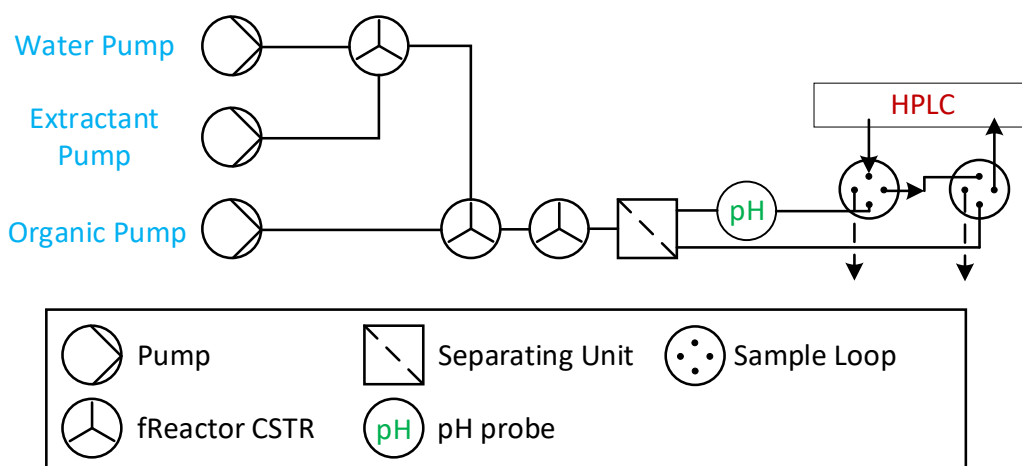 Water Pump
HPLC
Extractant
Pump
pH
Organic Pump
Pump
Separating Unit
Sample Loop
fReactor CSTR
pH
pH probe